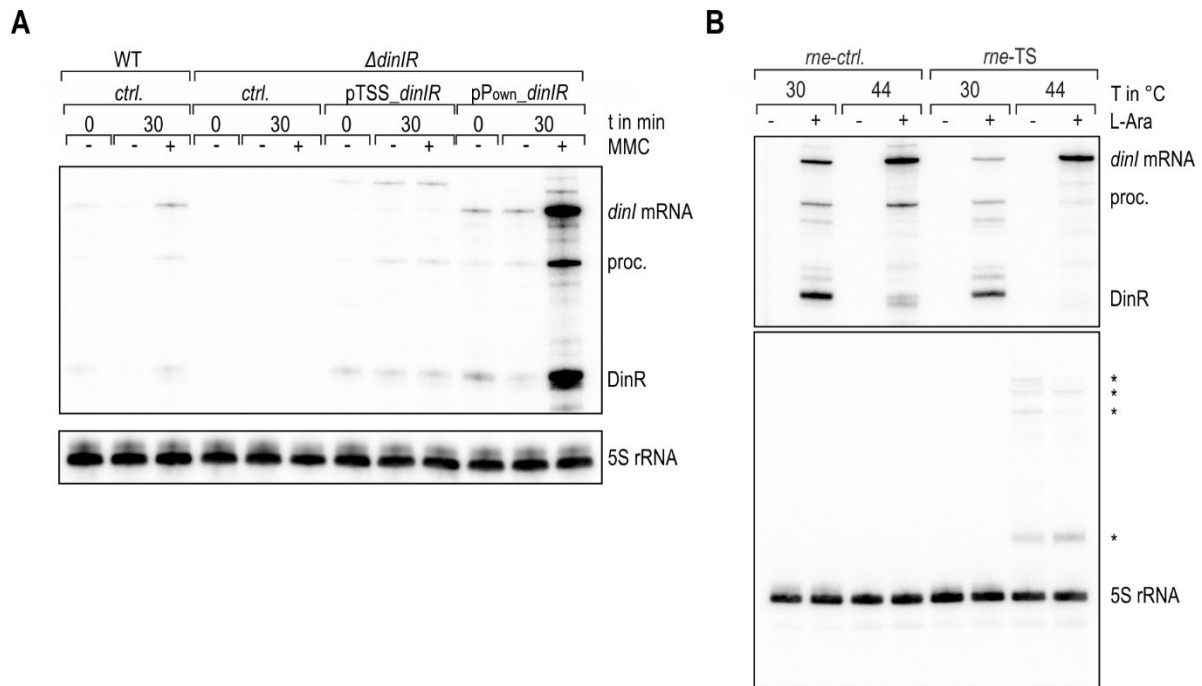 A
WT ΔdinIR
ctrl. ctrl. pTSS_dinIR pPown_dinIR
0 30 0 30 0 30 0 30 t in min
- - + - - + - - + - - + MMC
dinI mRNA
proc.
DinR
5S rRNA
B
rne-ctrl. rne-TS
30 44 30 44 T in °C
- + - + - + - + L-Ara
dinI mRNA
proc.
DinR
*
*
*
*
5S rRNA